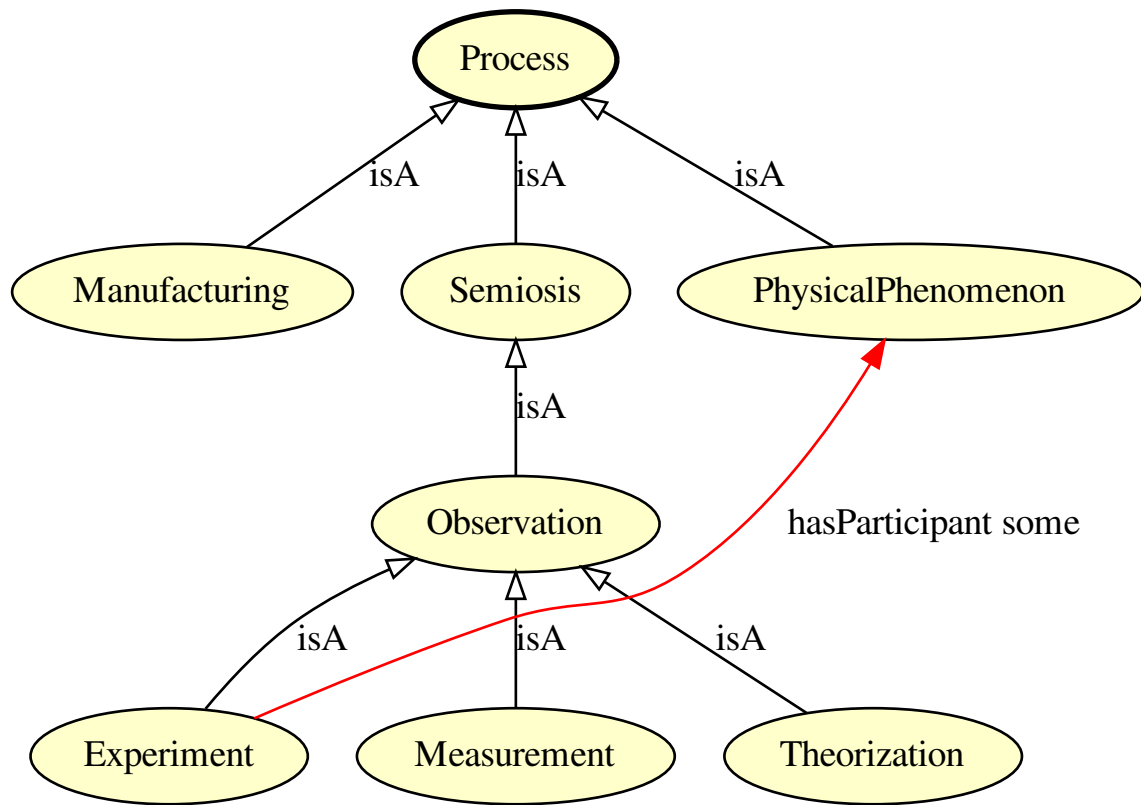 Process
isA
isA
isA
Manufacturing
Semiosis
PhysicalPhenomenon
isA
Observation
hasParticipant some
isA
isA
isA
Experiment
Measurement
Theorization